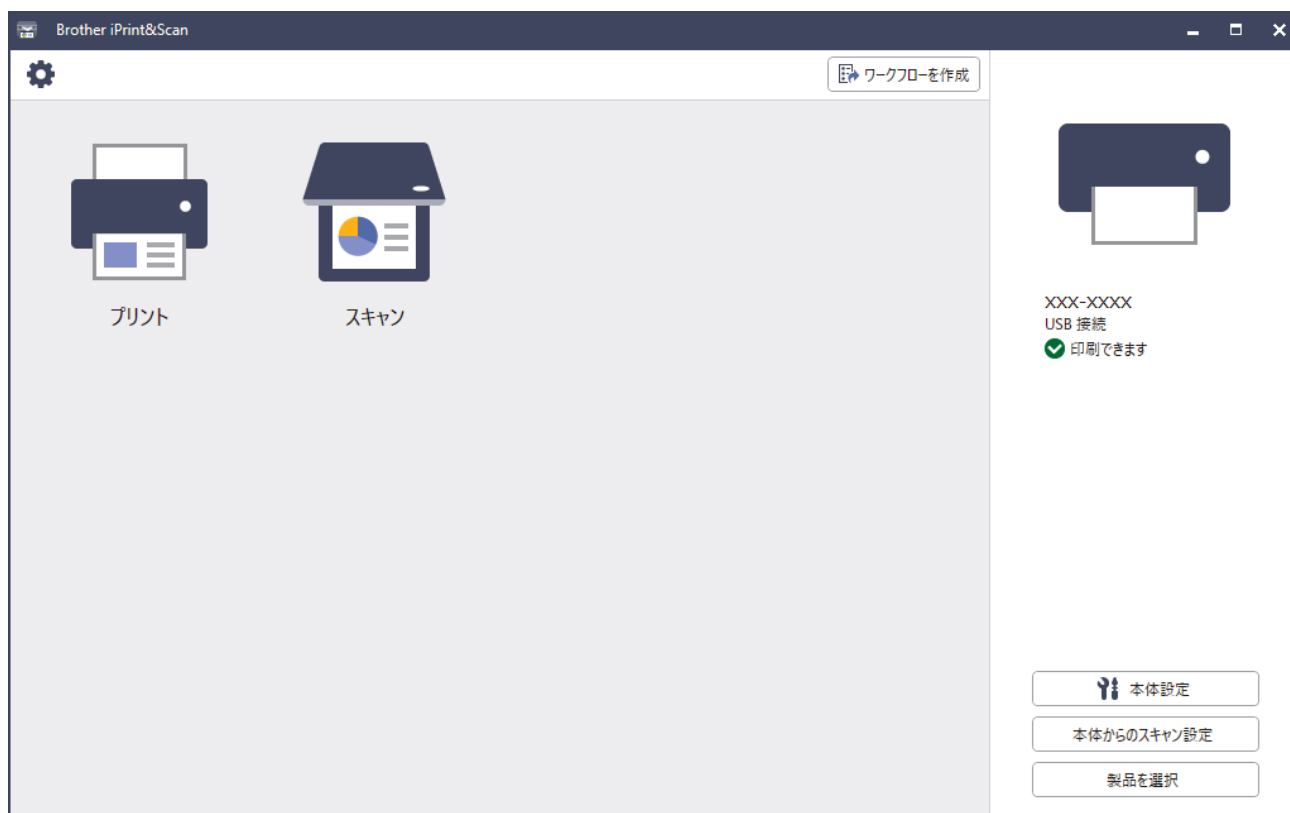 Brother iPrint&Scan
ワークフローを作成
プリント
スキャン
XXX-XXXX
USB 接続
印刷できます
本体設定
本体からのスキャン設定
製品を選択